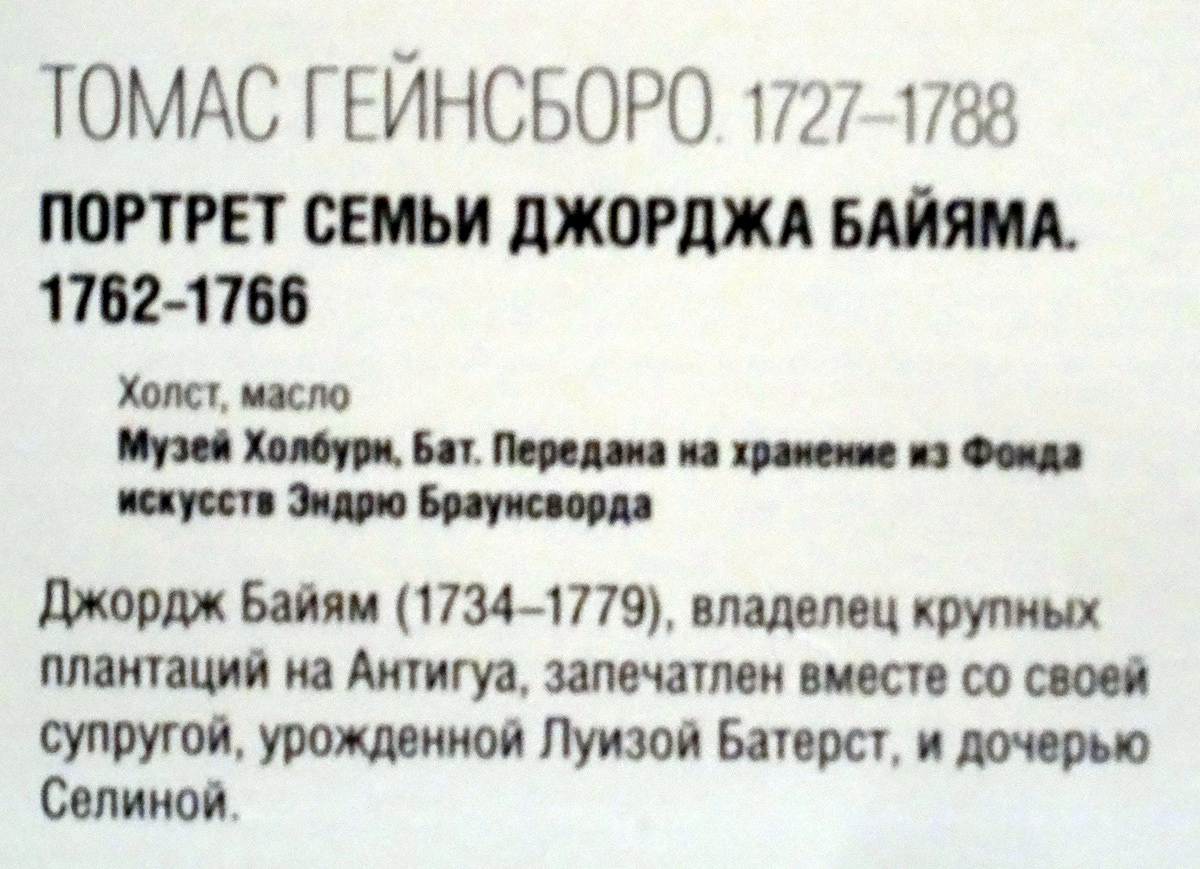 ТОМАС ГЕЙНСБОРО. 1727–1788
ПОРТРЕТ СЕМЬИ ДЖОРДЖА БАЙЯМА.
1762–1766
Холст, масло
Музей Холбурн, Бат. Передана на хранение из Фонда
искусств Эндрю Браунсворда
Джордж Байям (1734–1779), владелец крупных
плантаций на Антигуа, запечатлен вместе со своей
супругой, урожденной Луизой Батерст, и дочерью
Селиной.